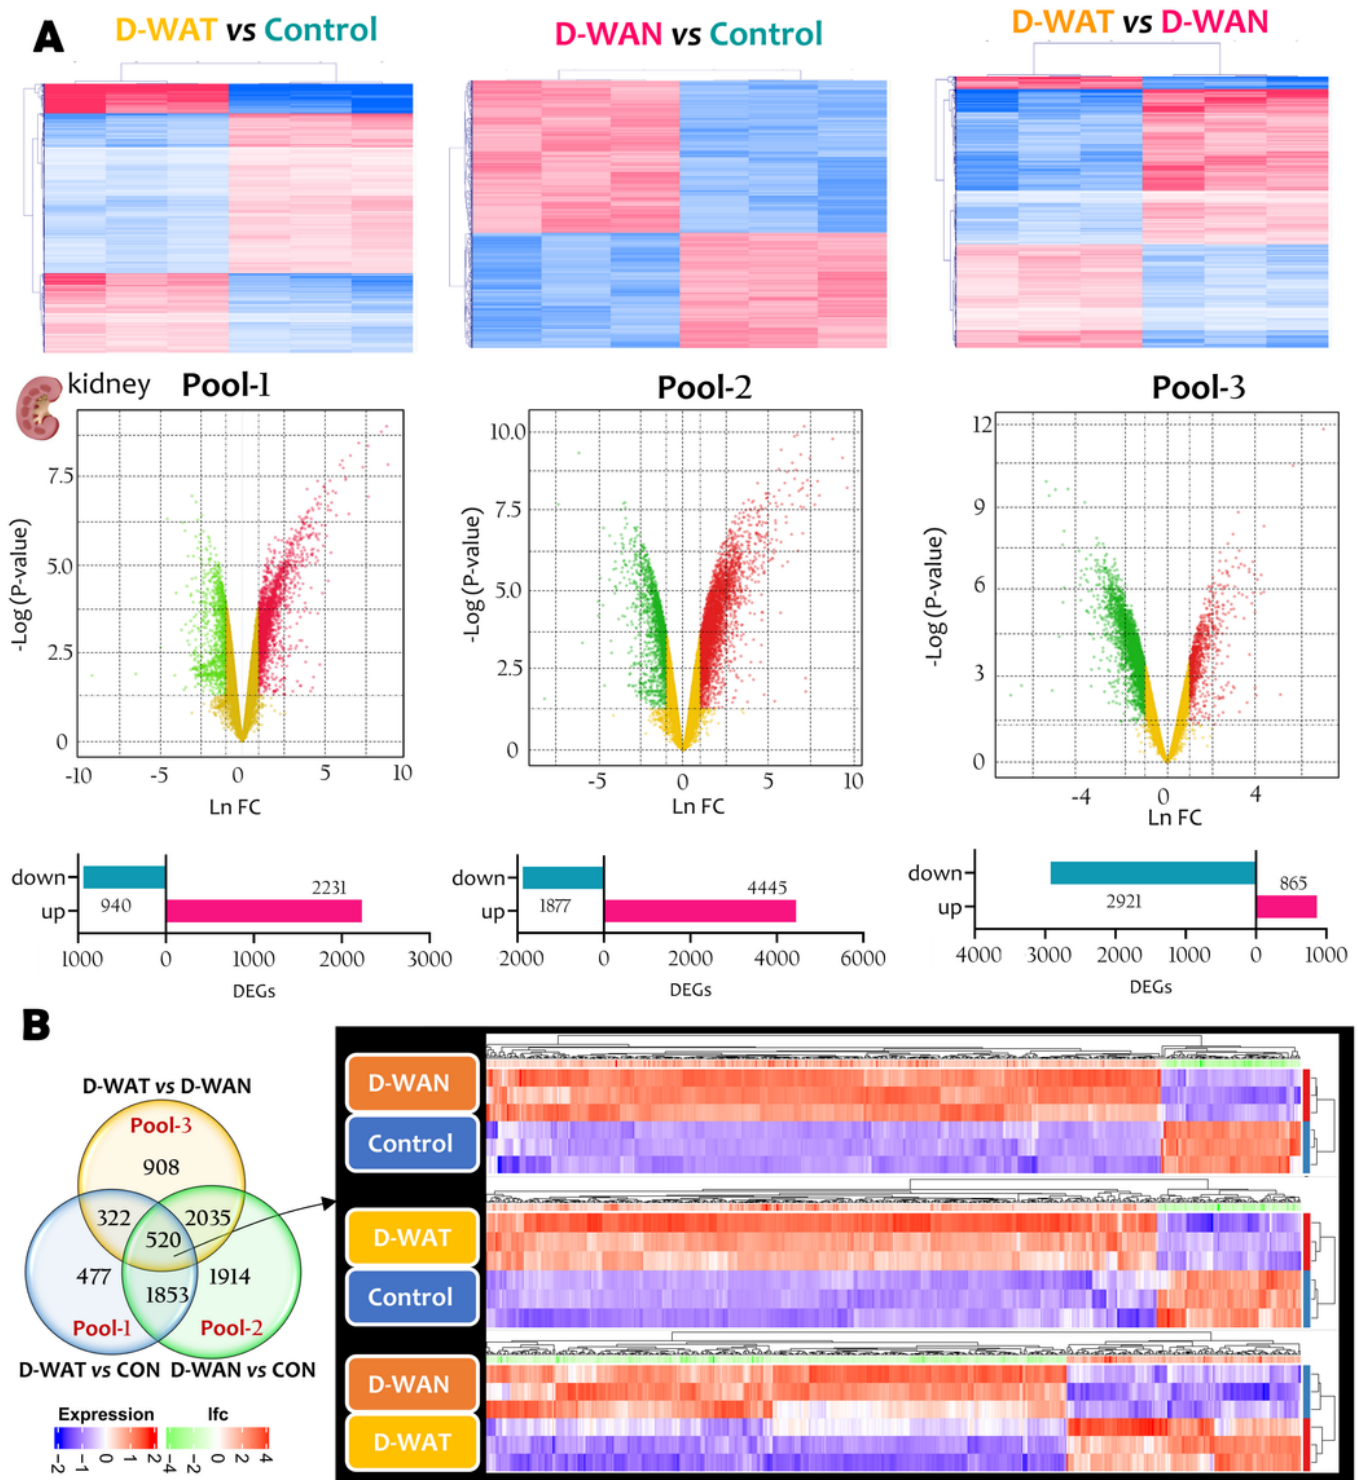 A
D-WAT vs Control
D-WAN vs Control
D-WAT vs D-WAN
kidney
Pool-1
Pool-2
Pool-3
-Log (P-value)
7.5
5.0
2.5
0
-10 -5 0 5 10
Ln FC
-Log (P-value)
10.0
7.5
5.0
2.5
0
-5 0 5 10
Ln FC
-Log (P-value)
12
9
6
3
0
-4 0 4
Ln FC
down
up
940
2231
1000 0 1000 2000 3000
DEGs
down
up
1877
4445
2000 0 2000 4000 6000
DEGs
down
up
2921
865
4000 3000 2000 1000 0 1000
DEGs
B
D-WAT vs D-WAN
Pool-3
908
322
2035
520
477
1914
1853
Pool-1
Pool-2
D-WAT vs CON
D-WAN vs CON
Expression
-2 -1 0 1 2
lfc
-4 -2 0 2 4
D-WAN
Control
D-WAT
Control
D-WAN
D-WAT